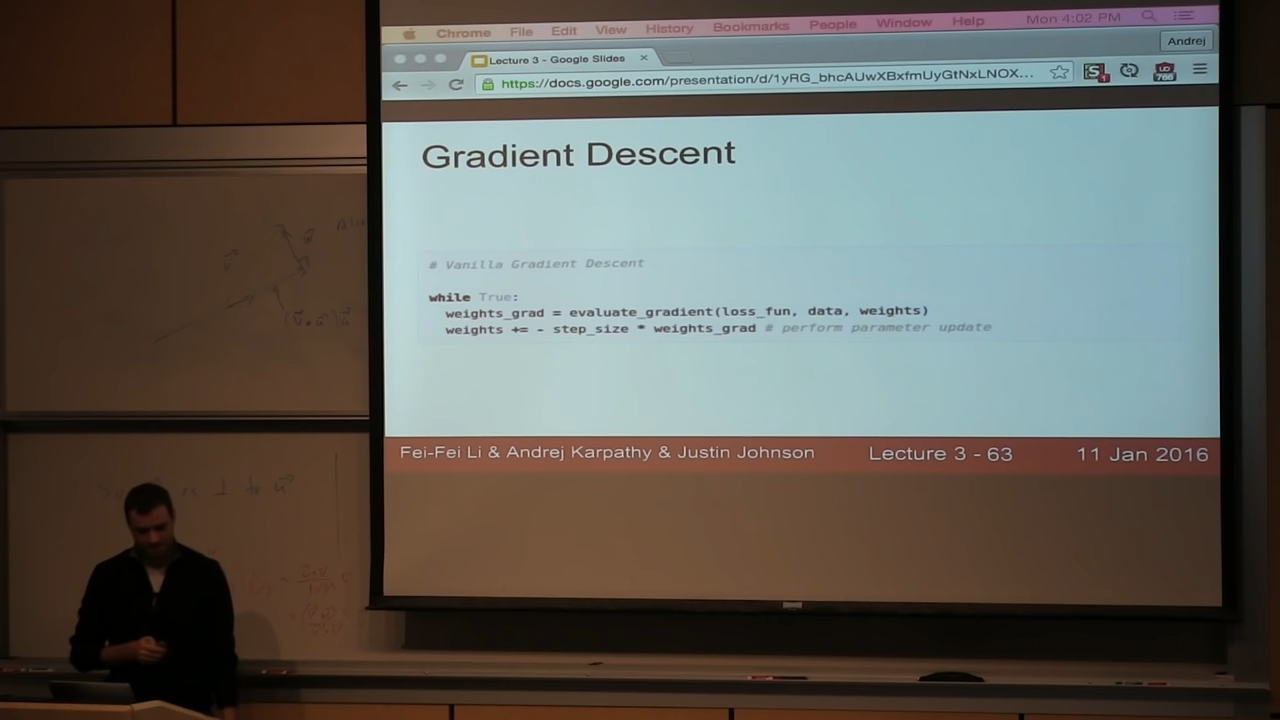 Chrome File Edit View History Bookmarks People Window Help Mon 4:02 PM
Lecture 3 - Google Slides
Andrej
https://docs.google.com/presentation/d/1yRG_bhcAUwXBxfmUyGtNxLNOX...
Gradient Descent
# Vanilla Gradient Descent
while True:
weights_grad = evaluate_gradient(loss_fun, data, weights)
weights += - step_size * weights_grad # perform parameter update
Fei-Fei Li & Andrej Karpathy & Justin Johnson Lecture 3 - 63 11 Jan 2016